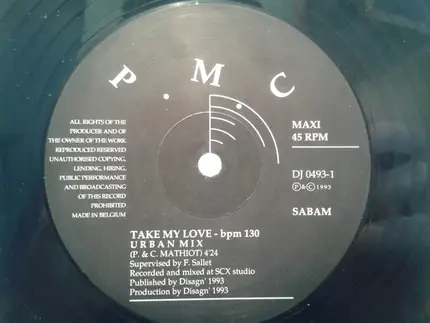 P. M C
ALL RIGHTS OF THE
PRODUCER AND OF
THE OWNER OF THE WORK
REPRODUCED RESERVED
UNAUTHORISED COPYING,
LENDING, HIRING,
PUBLIC PERFORMANCE
AND BROADCASTING
OF THIS RECORD
PROHIBITED
MADE IN BELGIUM
MAXI
45 RPM
DJ 0493-1
Ⓟ&© 1993
SABAM
TAKE MY LOVE - bpm 130
URBAN MIX
(P. & C. MATHIOT) 4'24
Supervised by F. Sallet
Recorded and mixed at SCX studio
Published by Disagn' 1993
Production by Disagn' 1993